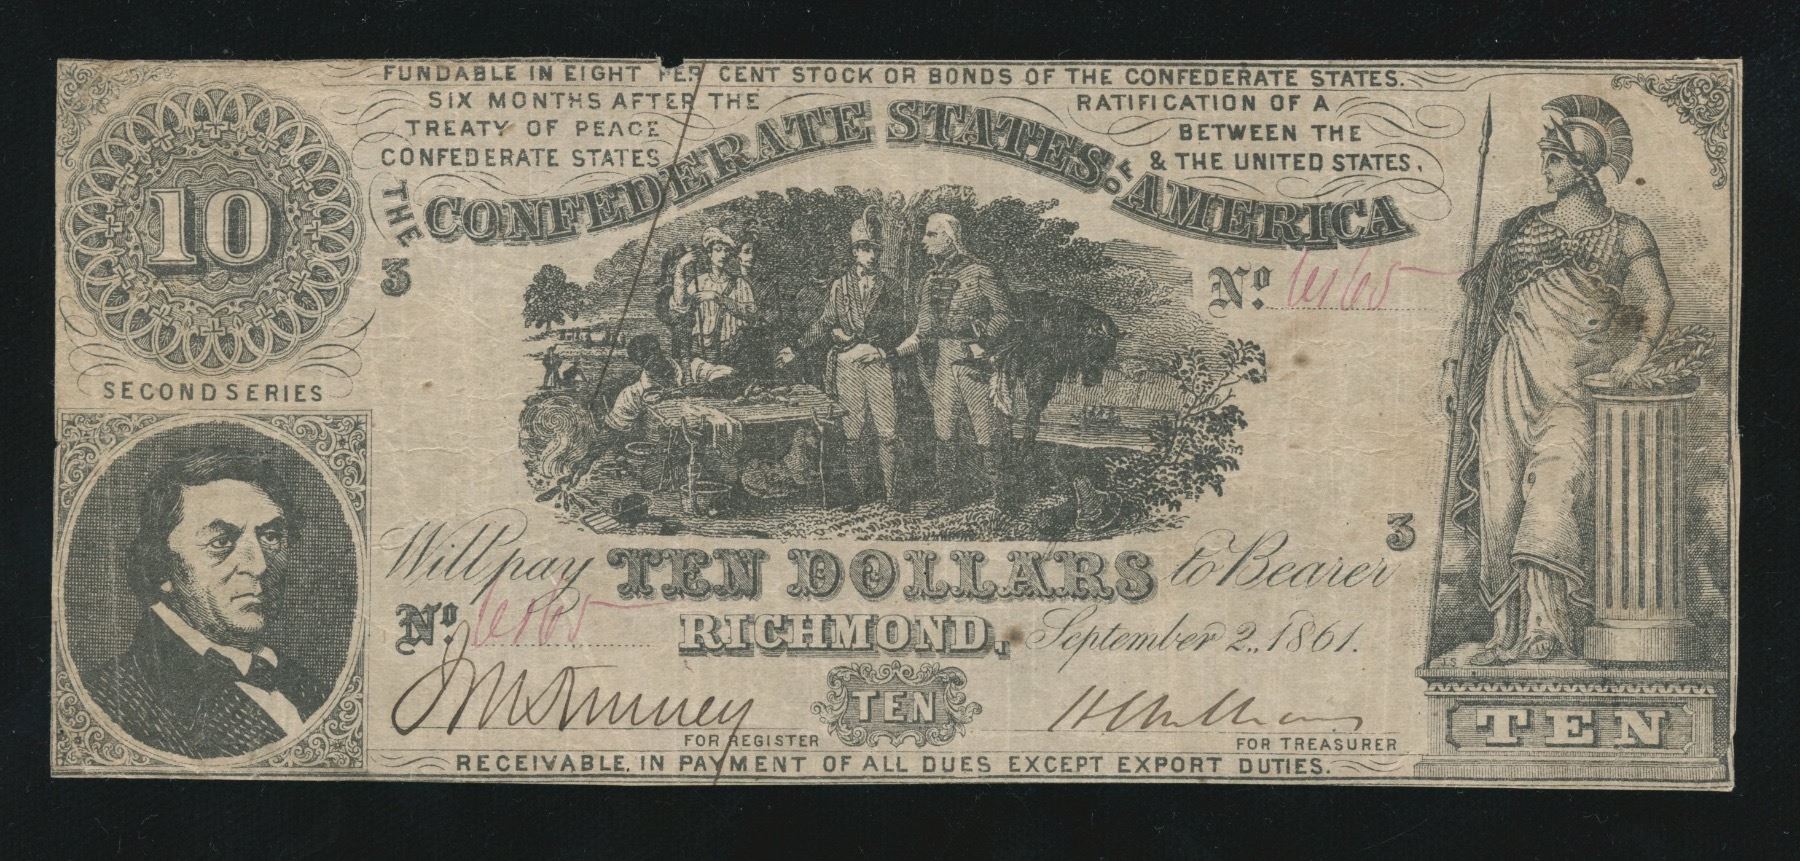 FUNDABLE IN EIGHT PER CENT STOCK OR BONDS OF THE CONFEDERATE STATES.
SIX MONTHS AFTER THE RATIFICATION OF A
TREATY OF PEACE BETWEEN THE
CONFEDERATE STATES & THE UNITED STATES,
THE CONFEDERATE STATES OF AMERICA
10
3
No.
SECOND SERIES
3
Will pay TEN DOLLARS to Bearer
No.
RICHMOND, September 2, 1861.
TEN
FOR REGISTER
FOR TREASURER
TEN
RECEIVABLE, IN PAYMENT OF ALL DUES EXCEPT EXPORT DUTIES.